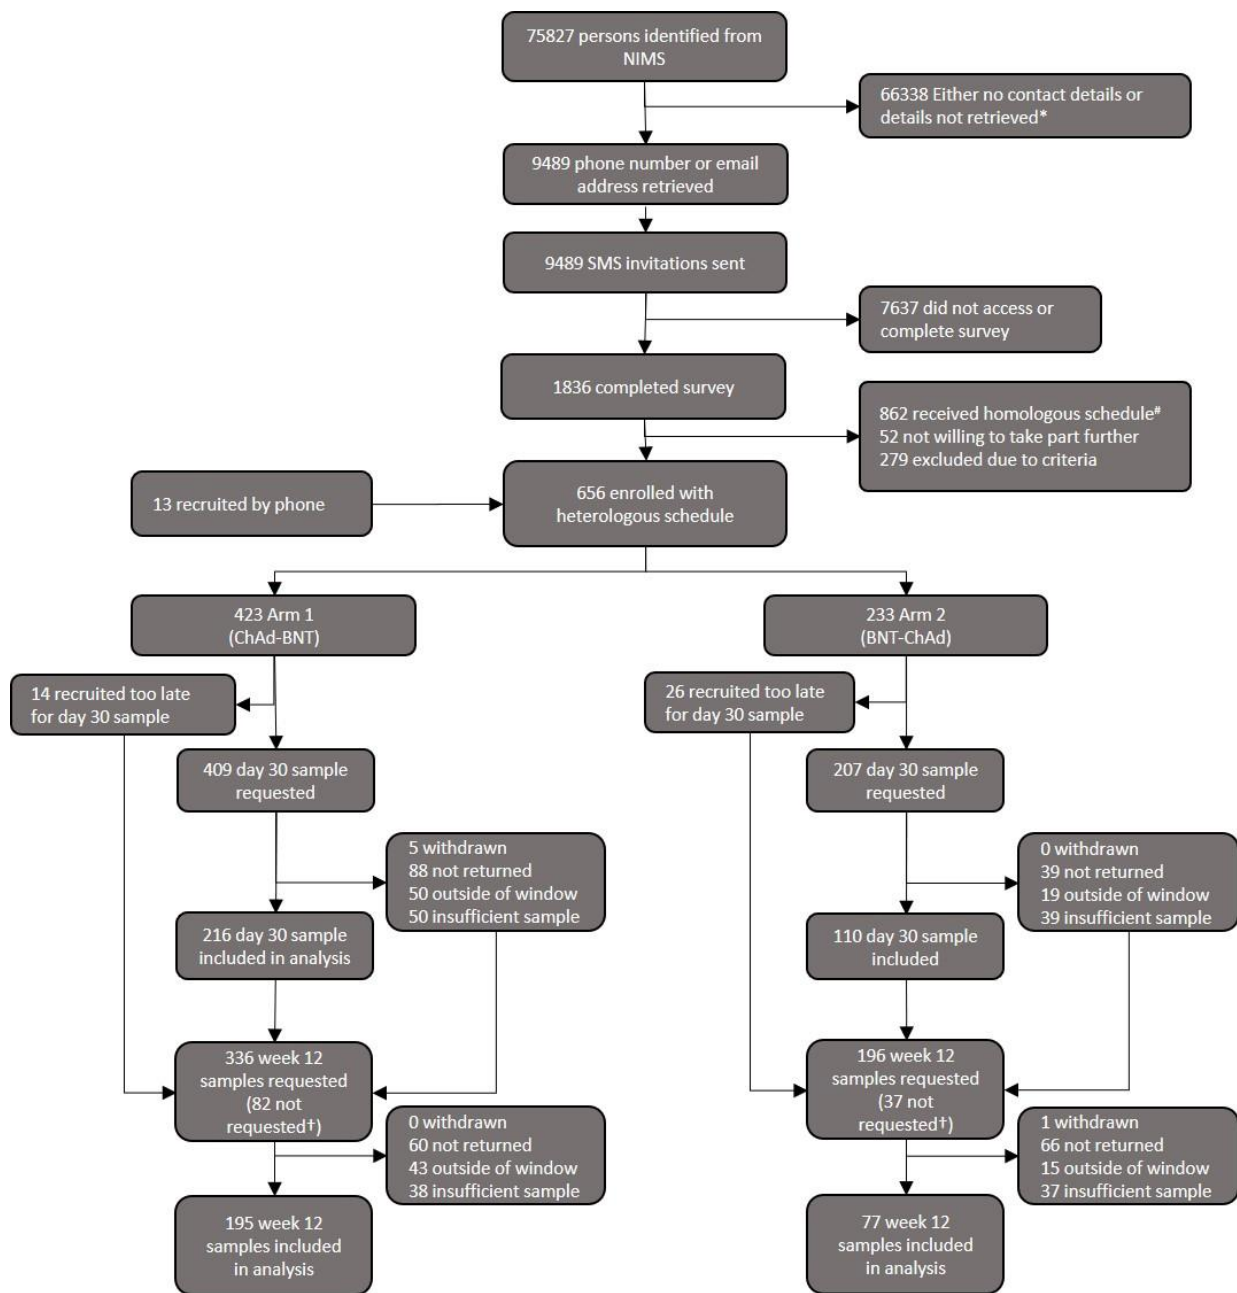 75827 persons identified from
NIMS
66338 Either no contact details or
details not retrieved*
9489 phone number or email
address retrieved
9489 SMS invitations sent
7637 did not access or
complete survey
1836 completed survey
862 received homologous schedule#
52 not willing to take part further
279 excluded due to criteria
13 recruited by phone
656 enrolled with
heterologous schedule
423 Arm 1
(ChAd-BNT)
233 Arm 2
(BNT-ChAd)
14 recruited too late
for day 30 sample
26 recruited too late
for day 30 sample
409 day 30 sample
requested
207 day 30 sample
requested
5 withdrawn
88 not returned
50 outside of window
50 insufficient sample
0 withdrawn
39 not returned
19 outside of window
39 insufficient sample
216 day 30 sample
included in analysis
110 day 30 sample
included
336 week 12
samples requested
(82 not
requested†)
196 week 12
samples requested
(37 not
requested†)
0 withdrawn
60 not returned
43 outside of window
38 insufficient sample
1 withdrawn
66 not returned
15 outside of window
37 insufficient sample
195 week 12
samples included
in analysis
77 week 12
samples included
in analysis